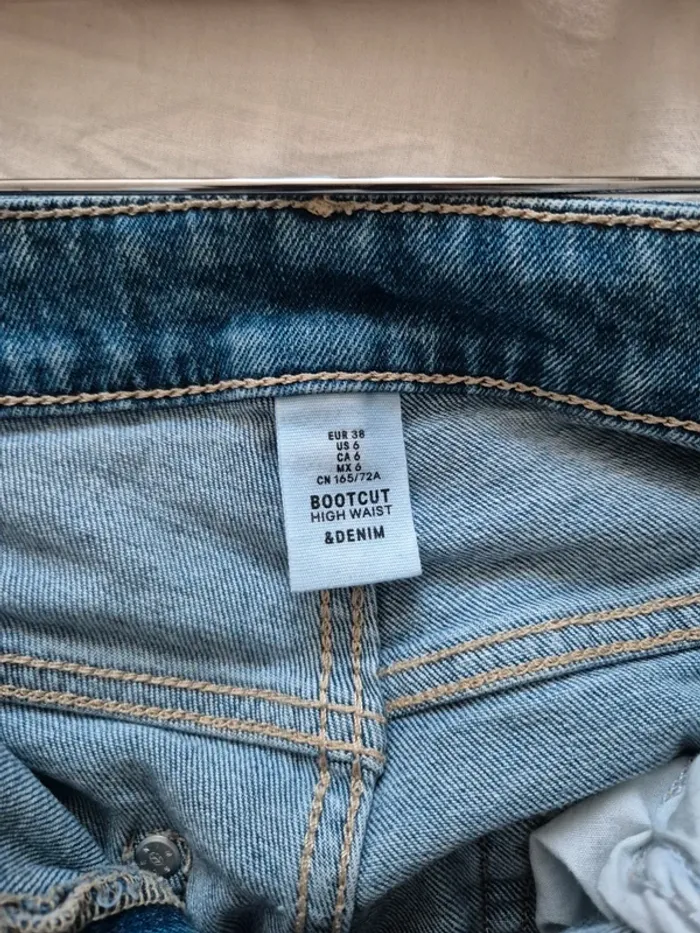 EUR 38
US 6
CA 6
MX 6
CN 165/72A
BOOTCUT
HIGH WAIST
&DENIM